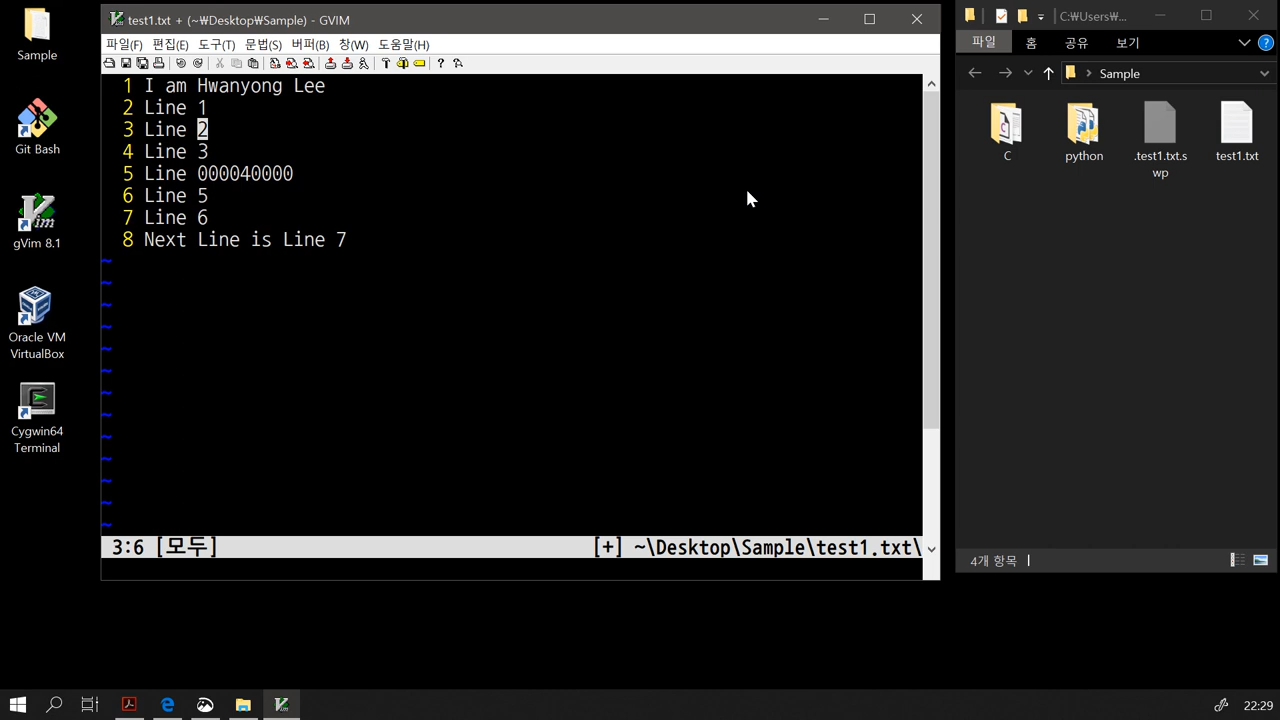 Sample
Git Bash
gVim 8.1
Oracle VM
VirtualBox
Cygwin64
Terminal
test1.txt + (~₩Desktop₩Sample) - GVIM
파일(F) 편집(E) 도구(T) 문법(S) 버퍼(B) 창(W) 도움말(H)
1 I am Hwanyong Lee
2 Line 1
3 Line 2
4 Line 3
5 Line 000040000
6 Line 5
7 Line 6
8 Next Line is Line 7
~
~
~
~
~
~
~
~
~
~
~
~
~
3:6 [모두] [+] ~\Desktop\Sample\test1.txt\
C:₩Users₩...
파일 홈 공유 보기
Sample
C
python
.test1.txt.s
wp
test1.txt
4개 항목
22:29